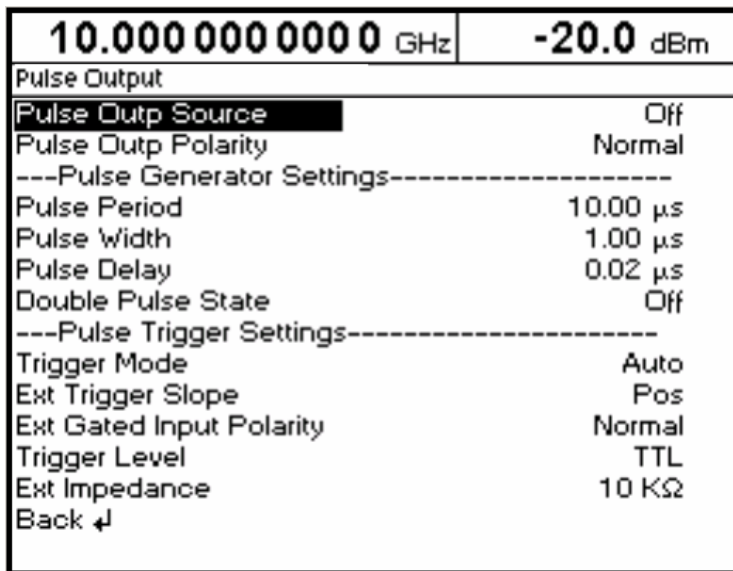 10.000 000 000 0 GHz -20.0 dBm
Pulse Output
Pulse Outp Source Off
Pulse Outp Polarity Normal
---Pulse Generator Settings---------------------
Pulse Period 10.00 µs
Pulse Width 1.00 µs
Pulse Delay 0.02 µs
Double Pulse State Off
---Pulse Trigger Settings-----------------------
Trigger Mode Auto
Ext Trigger Slope Pos
Ext Gated Input Polarity Normal
Trigger Level TTL
Ext Impedance 10 KΩ
Back ↲